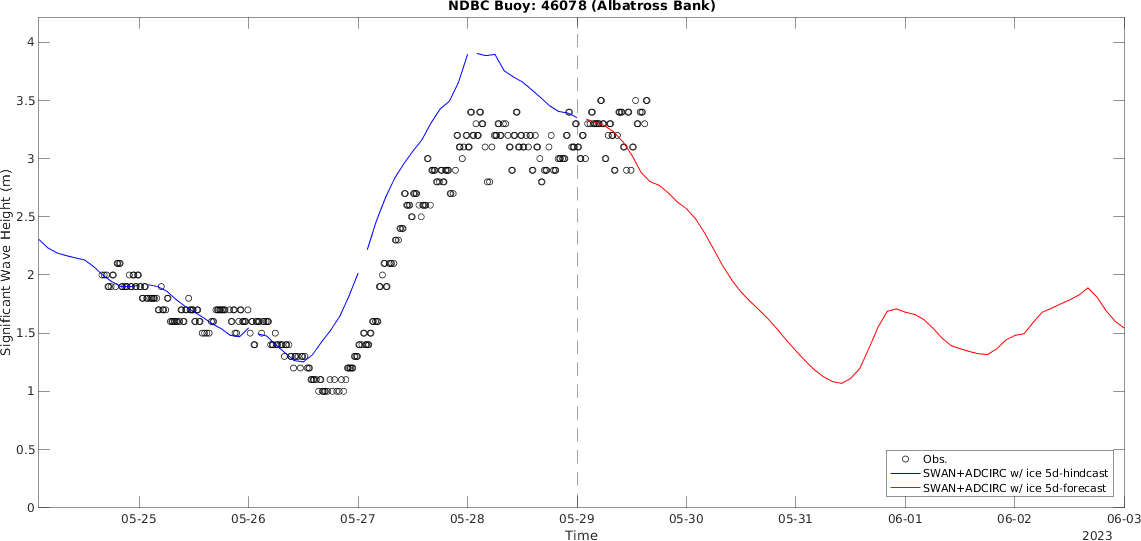 NDBC Buoy: 46078 (Albatross Bank)
Significant Wave Height (m)
4
3.5
3
2.5
2
1.5
1
0.5
0
Obs.
SWAN+ADCIRC w/ ice 5d-hindcast
SWAN+ADCIRC w/ ice 5d-forecast
05-25 05-26 05-27 05-28 05-29 05-30 05-31 06-01 06-02 06-03
Time
2023